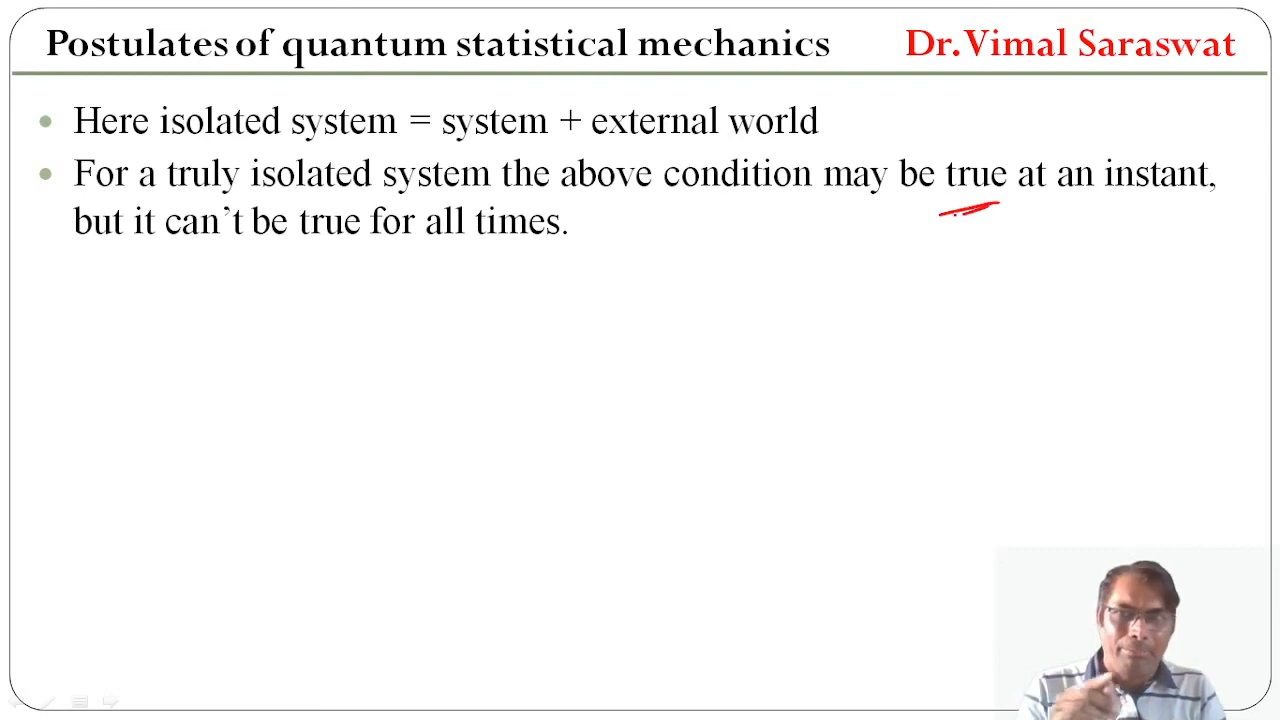 Postulates of quantum statistical mechanics Dr. Vimal Saraswat
• Here isolated system = system + external world
• For a truly isolated system the above condition may be true at an instant,
but it can’t be true for all times.